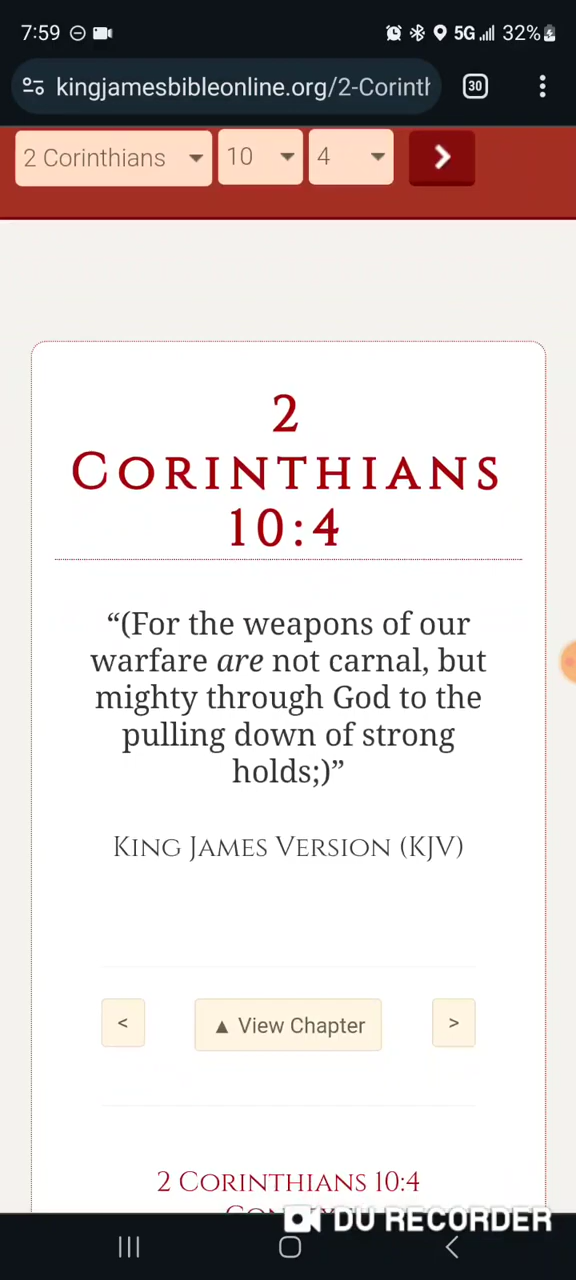 7:59 5G 32%
kingjamesbibleonline.org/2-Corint 30
2 Corinthians 10 4
2
CORINTHIANS
10:4
“(For the weapons of our
warfare are not carnal, but
mighty through God to the
pulling down of strong
holds;)”
KING JAMES VERSION (KJV)
< ▲ View Chapter >
2 CORINTHIANS 10:4
DU RECORDER